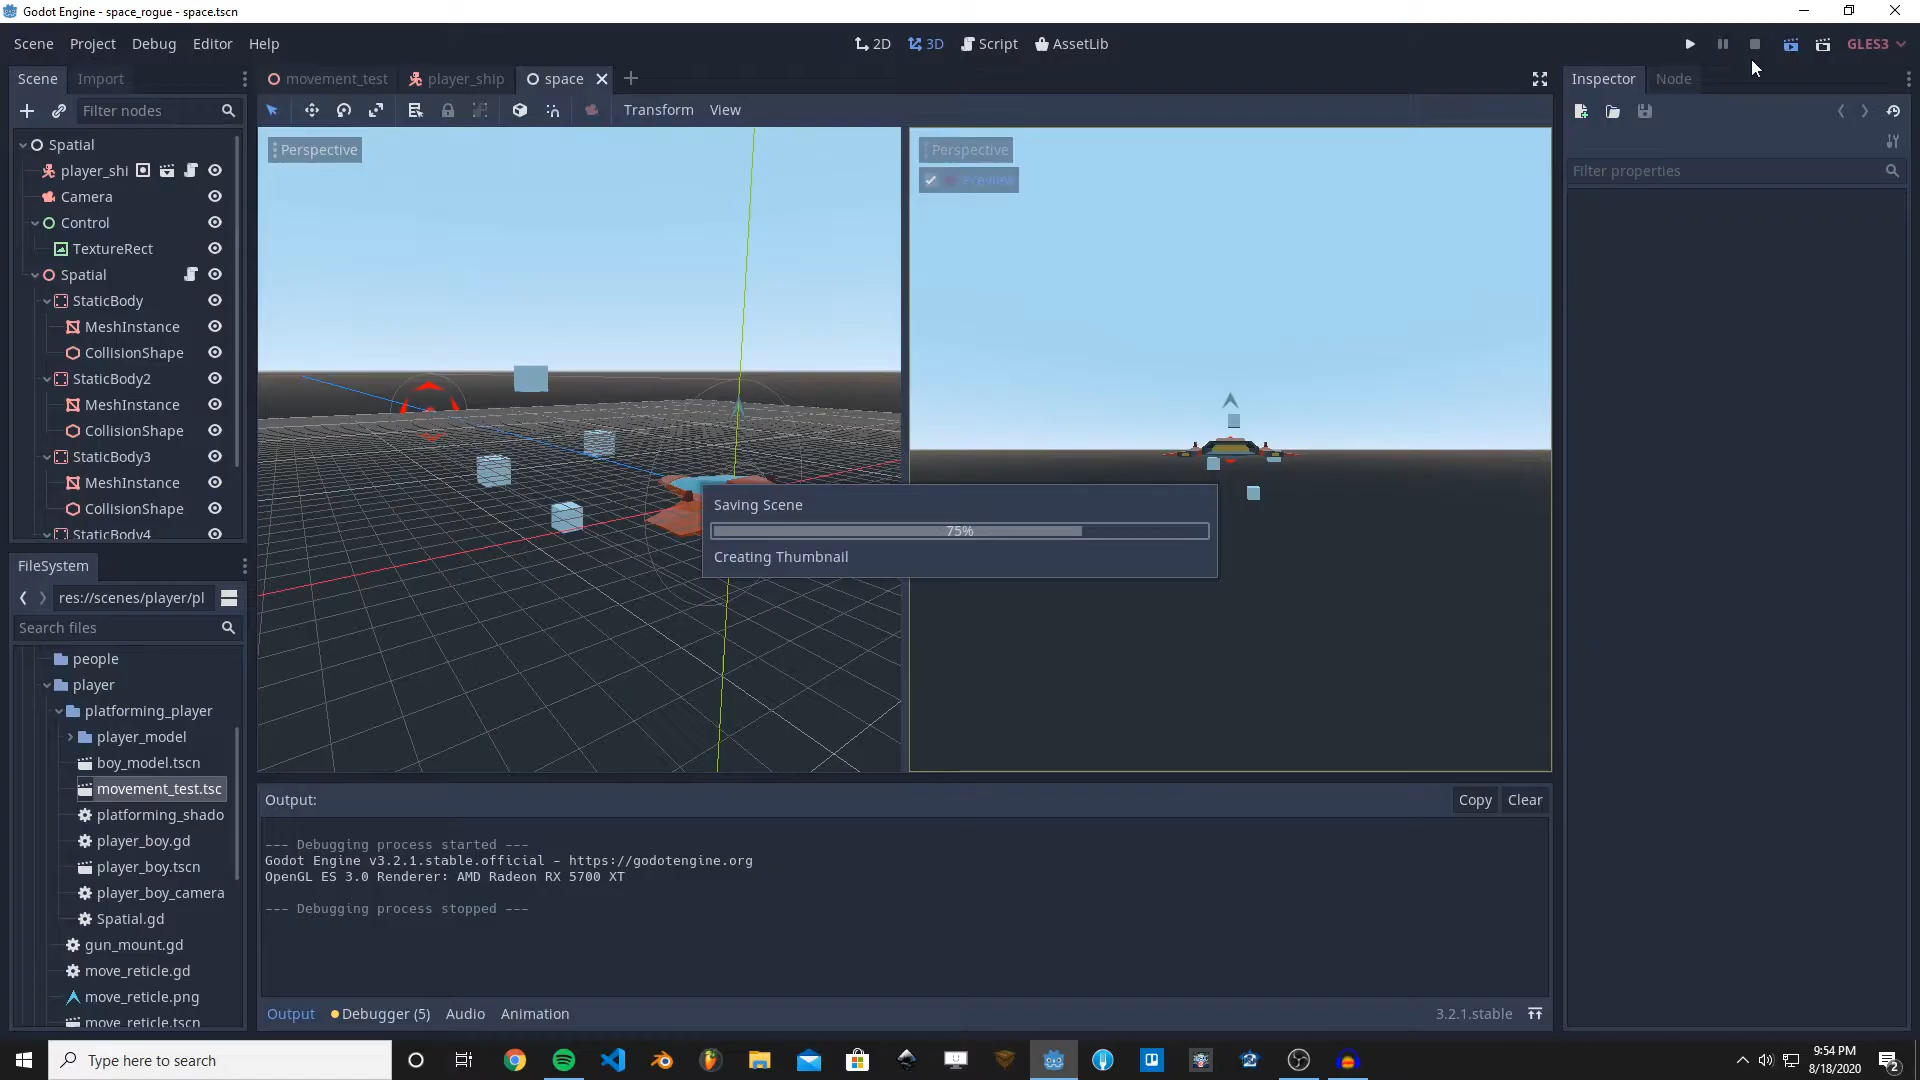 Godot Engine - space_rogue - space.tscn
Scene Project Debug Editor Help
2D 3D Script AssetLib
GLES3
Scene Import
movement_test player_ship space
Inspector Node
Filter nodes
Transform View
Filter properties
Perspective
Perspective
Preview
Spatial
player_shi
Camera
Control
TextureRect
Spatial
StaticBody
MeshInstance
CollisionShape
StaticBody2
MeshInstance
CollisionShape
StaticBody3
MeshInstance
CollisionShape
StaticBody4
Saving Scene
75%
Creating Thumbnail
FileSystem
res://scenes/player/pl
Search files
people
player
platforming_player
player_model
boy_model.tscn
movement_test.tsc
platforming_shado
player_boy.gd
player_boy.tscn
player_boy_camera
Spatial.gd
gun_mount.gd
move_reticle.gd
move_reticle.png
move_reticle.tscn
Output:
Copy Clear
--- Debugging process started ---
Godot Engine v3.2.1.stable.official - https://godotengine.org
OpenGL ES 3.0 Renderer: AMD Radeon RX 5700 XT
--- Debugging process stopped ---
Output Debugger (5) Audio Animation
3.2.1.stable
Type here to search
9:54 PM
8/18/2020
2